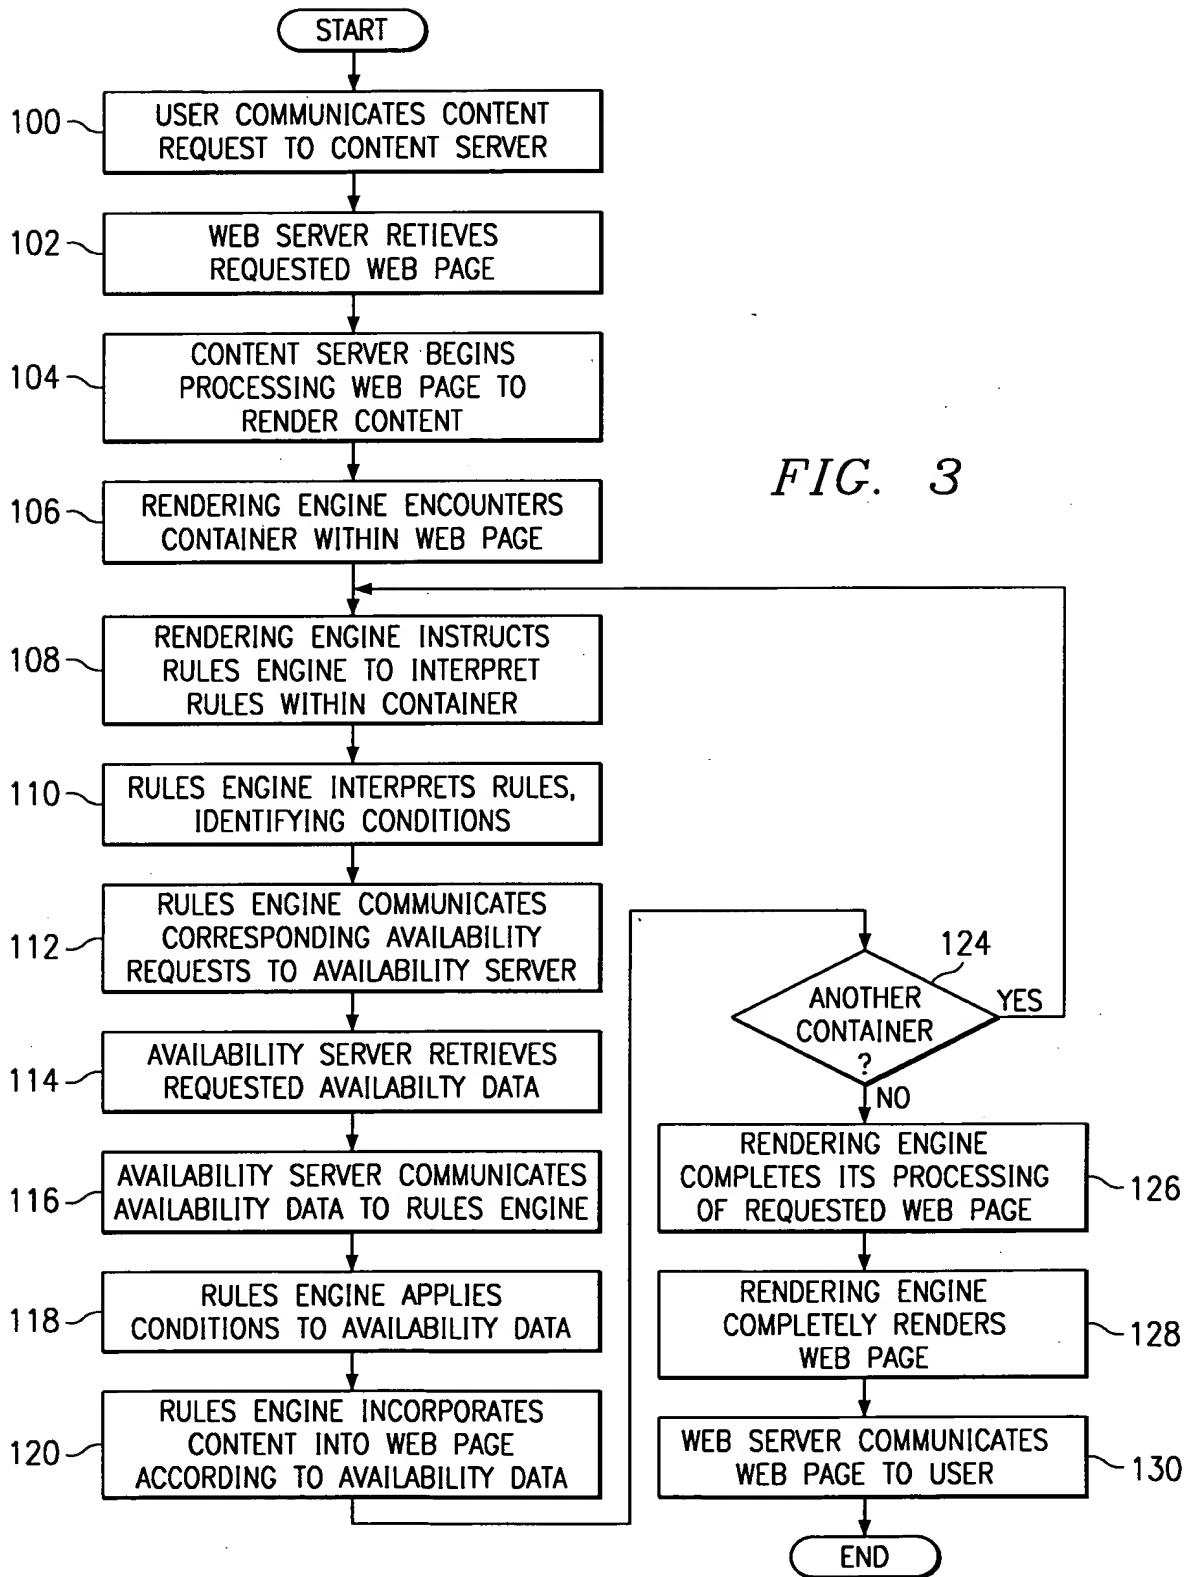 START
100
USER COMMUNICATES CONTENT
REQUEST TO CONTENT SERVER
102
WEB SERVER RETIEVES
REQUESTED WEB PAGE
104
CONTENT SERVER BEGINS
PROCESSING WEB PAGE TO
RENDER CONTENT
FIG. 3
106
RENDERING ENGINE ENCOUNTERS
CONTAINER WITHIN WEB PAGE
108
RENDERING ENGINE INSTRUCTS
RULES ENGINE TO INTERPRET
RULES WITHIN CONTAINER
110
RULES ENGINE INTERPRETS RULES,
IDENTIFYING CONDITIONS
112
RULES ENGINE COMMUNICATES
CORRESPONDING AVAILABILITY
REQUESTS TO AVAILABILITY SERVER
114
AVAILABILITY SERVER RETRIEVES
REQUESTED AVAILABILTY DATA
116
AVAILABILITY SERVER COMMUNICATES
AVAILABILITY DATA TO RULES ENGINE
118
RULES ENGINE APPLIES
CONDITIONS TO AVAILABILITY DATA
120
RULES ENGINE INCORPORATES
CONTENT INTO WEB PAGE
ACCORDING TO AVAILABILITY DATA
124
ANOTHER
CONTAINER
?
YES
NO
RENDERING ENGINE
COMPLETES ITS PROCESSING
OF REQUESTED WEB PAGE
126
RENDERING ENGINE
COMPLETELY RENDERS
WEB PAGE
128
WEB SERVER COMMUNICATES
WEB PAGE TO USER
130
END